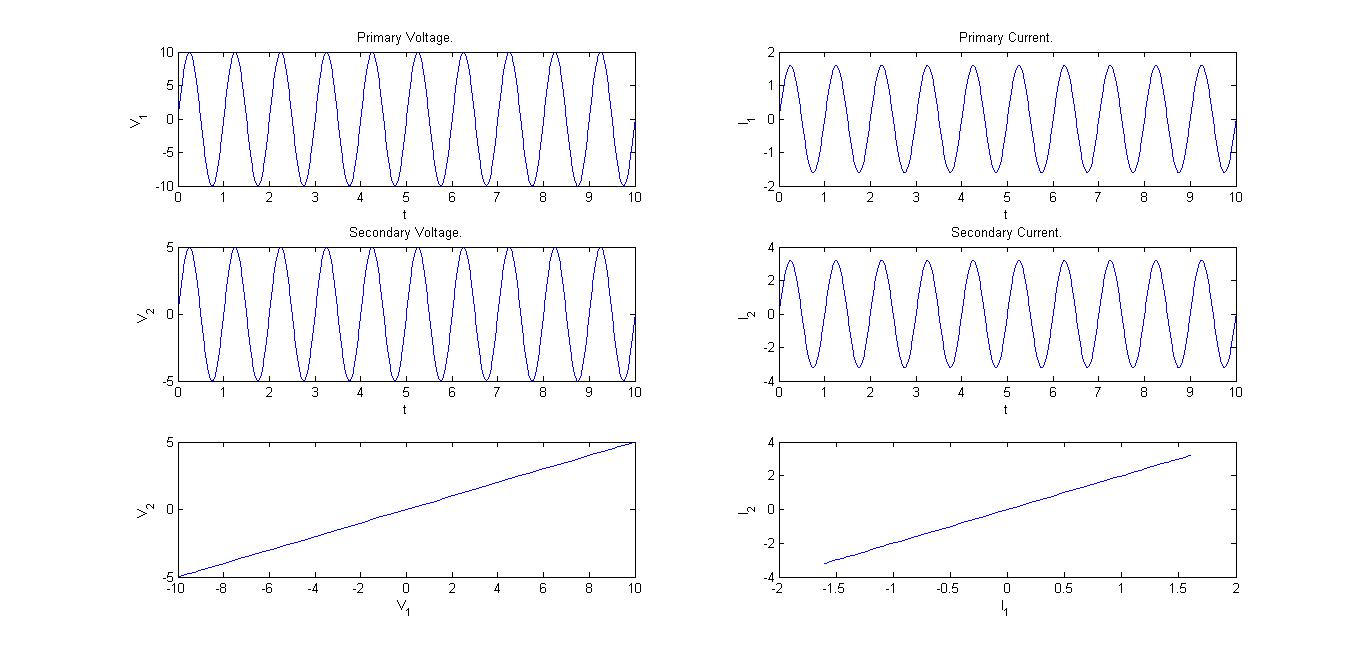 Primary Voltage.
10
5
0
-5
-10
V1
0 1 2 3 4 5 6 7 8 9 10
t
Primary Current.
2
1
0
-1
-2
I1
0 1 2 3 4 5 6 7 8 9 10
t
Secondary Voltage.
5
0
-5
V2
0 1 2 3 4 5 6 7 8 9 10
t
Secondary Current.
4
2
0
-2
-4
I2
0 1 2 3 4 5 6 7 8 9 10
t
5
0
-5
V2
-10 -8 -6 -4 -2 0 2 4 6 8 10
V1
4
2
0
-2
-4
I2
-2 -1.5 -1 -0.5 0 0.5 1 1.5 2
I1